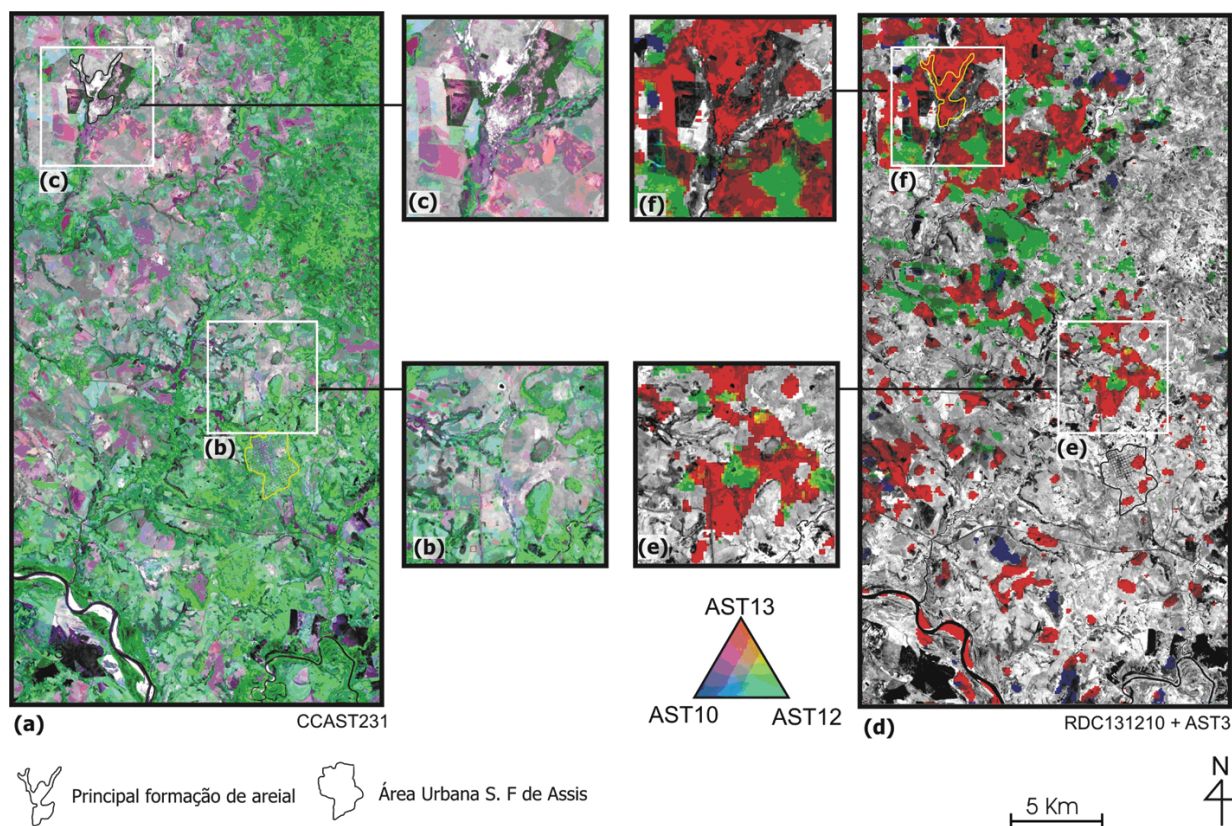 (c)
(c)
(f)
(f)
(b)
(b)
(e)
(e)
AST13
AST10
AST12
(a)
CCAST231
(d)
RDC131210 + AST3
Principal formação de areial
Área Urbana S. F de Assis
5 Km
N